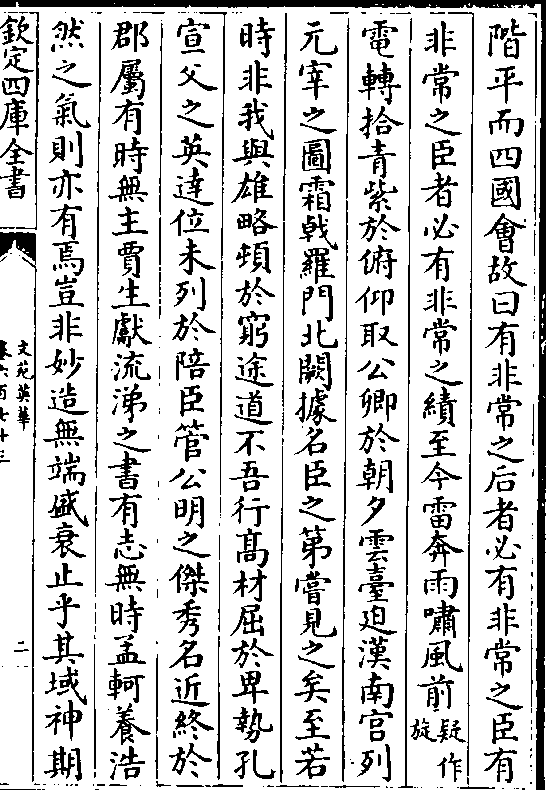 階平而四國會故曰有非常之后者必有非常之臣有
非常之臣者必有非常之績至今雷奔雨嘯風前疑作旋
電轉拾青紫於俯仰取公卿於朝夕雲臺迫漢南宮列
元宰之圖霜戟羅門北闕據名臣之第嘗見之矣至若
時非我與雄略頓於窮途道不吾行髙材屈於卑勢孔
宣父之英達位未列於陪臣管公明之傑秀名近終於
郡屬有時無主賈生獻流涕之書有志無時孟軻養浩
然之氣則亦有焉豈非妙造無端盛衰止乎其域神期
欽定四庫全書
文苑英華
卷六百七十三
二